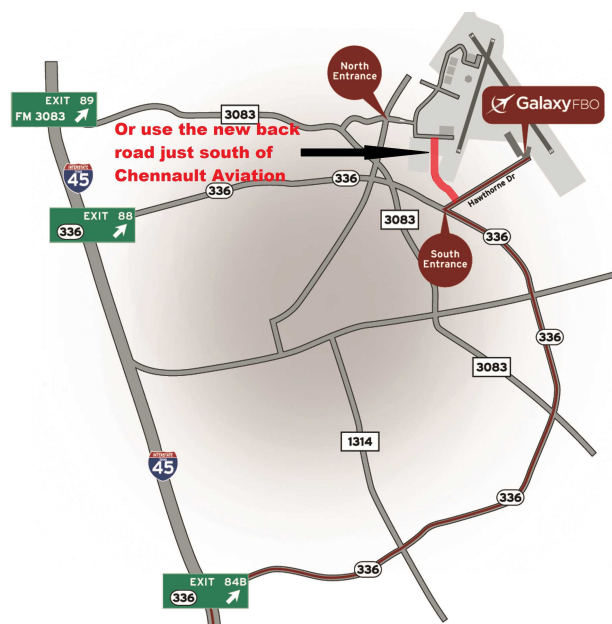 EXIT 89
FM 3083
North
Entrance
3083
Galaxy FBO
Or use the new back
road just south of
Chennault Aviation
INTERSTATE
45
336
336
Hawthorne Dr
EXIT 88
336
3083
336
South
Entrance
336
3083
1314
INTERSTATE
45
336
336
EXIT 84B
336